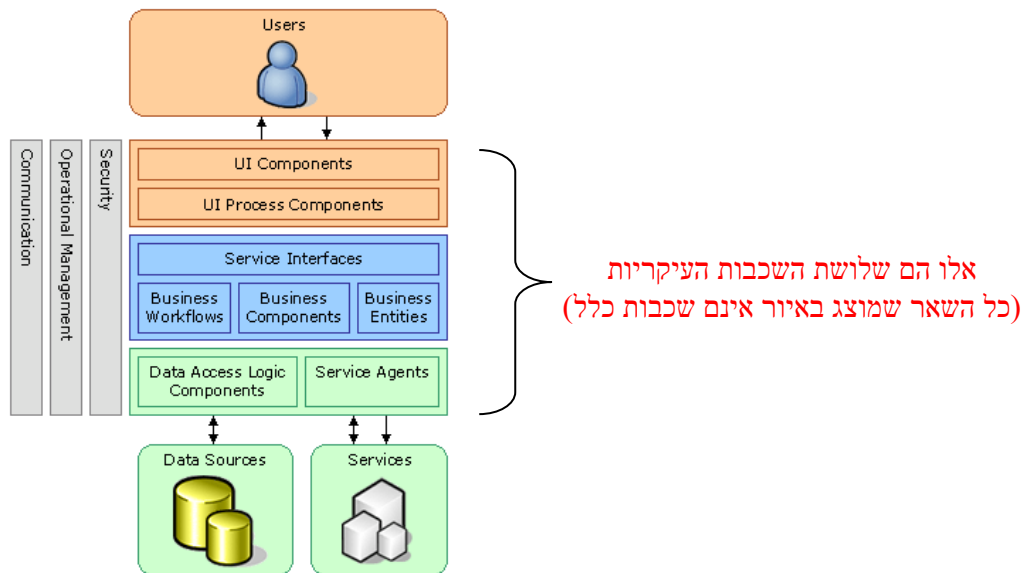 Users
Communication
Operational Management
Security
UI Components
UI Process Components
Service Interfaces
Business
Workflows
Business
Components
Business
Entities
Data Access Logic
Components
Service Agents
Data Sources
Services
אלו הם שלושת השכבות העיקריות
(כל השאר שמוצג באיור אינם שכבות כלל)